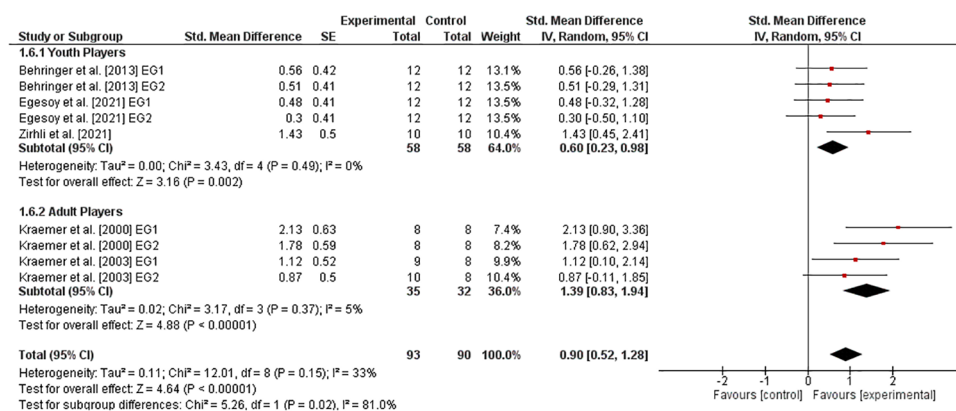 Experimental Control Std. Mean Difference Std. Mean Difference
Study or Subgroup Std. Mean Difference SE Total Total Weight IV, Random, 95% CI IV, Random, 95% CI
1.6.1 Youth Players
Behringer et al. [2013] EG1 0.56 0.42 12 12 13.1% 0.56 [-0.26, 1.38]
Behringer et al. [2013] EG2 0.51 0.41 12 12 13.5% 0.51 [-0.29, 1.31]
Egesoy et al. [2021] EG1 0.48 0.41 12 12 13.5% 0.48 [-0.32, 1.28]
Egesoy et al. [2021] EG2 0.3 0.41 12 12 13.5% 0.30 [-0.50, 1.10]
Zirhli et al. [2021] 1.43 0.5 10 10 10.4% 1.43 [0.45, 2.41]
Subtotal (95% CI) 58 58 64.0% 0.60 [0.23, 0.98]
Heterogeneity: Tau² = 0.00; Chi² = 3.43, df = 4 (P = 0.49); I² = 0%
Test for overall effect: Z = 3.16 (P = 0.002)
1.6.2 Adult Players
Kraemer et al. [2000] EG1 2.13 0.63 8 8 7.4% 2.13 [0.90, 3.36]
Kraemer et al. [2000] EG2 1.78 0.59 8 8 8.2% 1.78 [0.62, 2.94]
Kraemer et al. [2003] EG1 1.12 0.52 9 8 9.9% 1.12 [0.10, 2.14]
Kraemer et al. [2003] EG2 0.87 0.5 10 8 10.4% 0.87 [-0.11, 1.85]
Subtotal (95% CI) 35 32 36.0% 1.39 [0.83, 1.94]
Heterogeneity: Tau² = 0.02; Chi² = 3.17, df = 3 (P = 0.37); I² = 5%
Test for overall effect: Z = 4.88 (P < 0.00001)
Total (95% CI) 93 90 100.0% 0.90 [0.52, 1.28]
Heterogeneity: Tau² = 0.11; Chi² = 12.01, df = 8 (P = 0.15); I² = 33%
Test for overall effect: Z = 4.64 (P < 0.00001)
Test for subgroup differences: Chi² = 5.26, df = 1 (P = 0.02), I² = 81.0%
-2 -1 0 1 2
Favours [control] Favours [experimental]